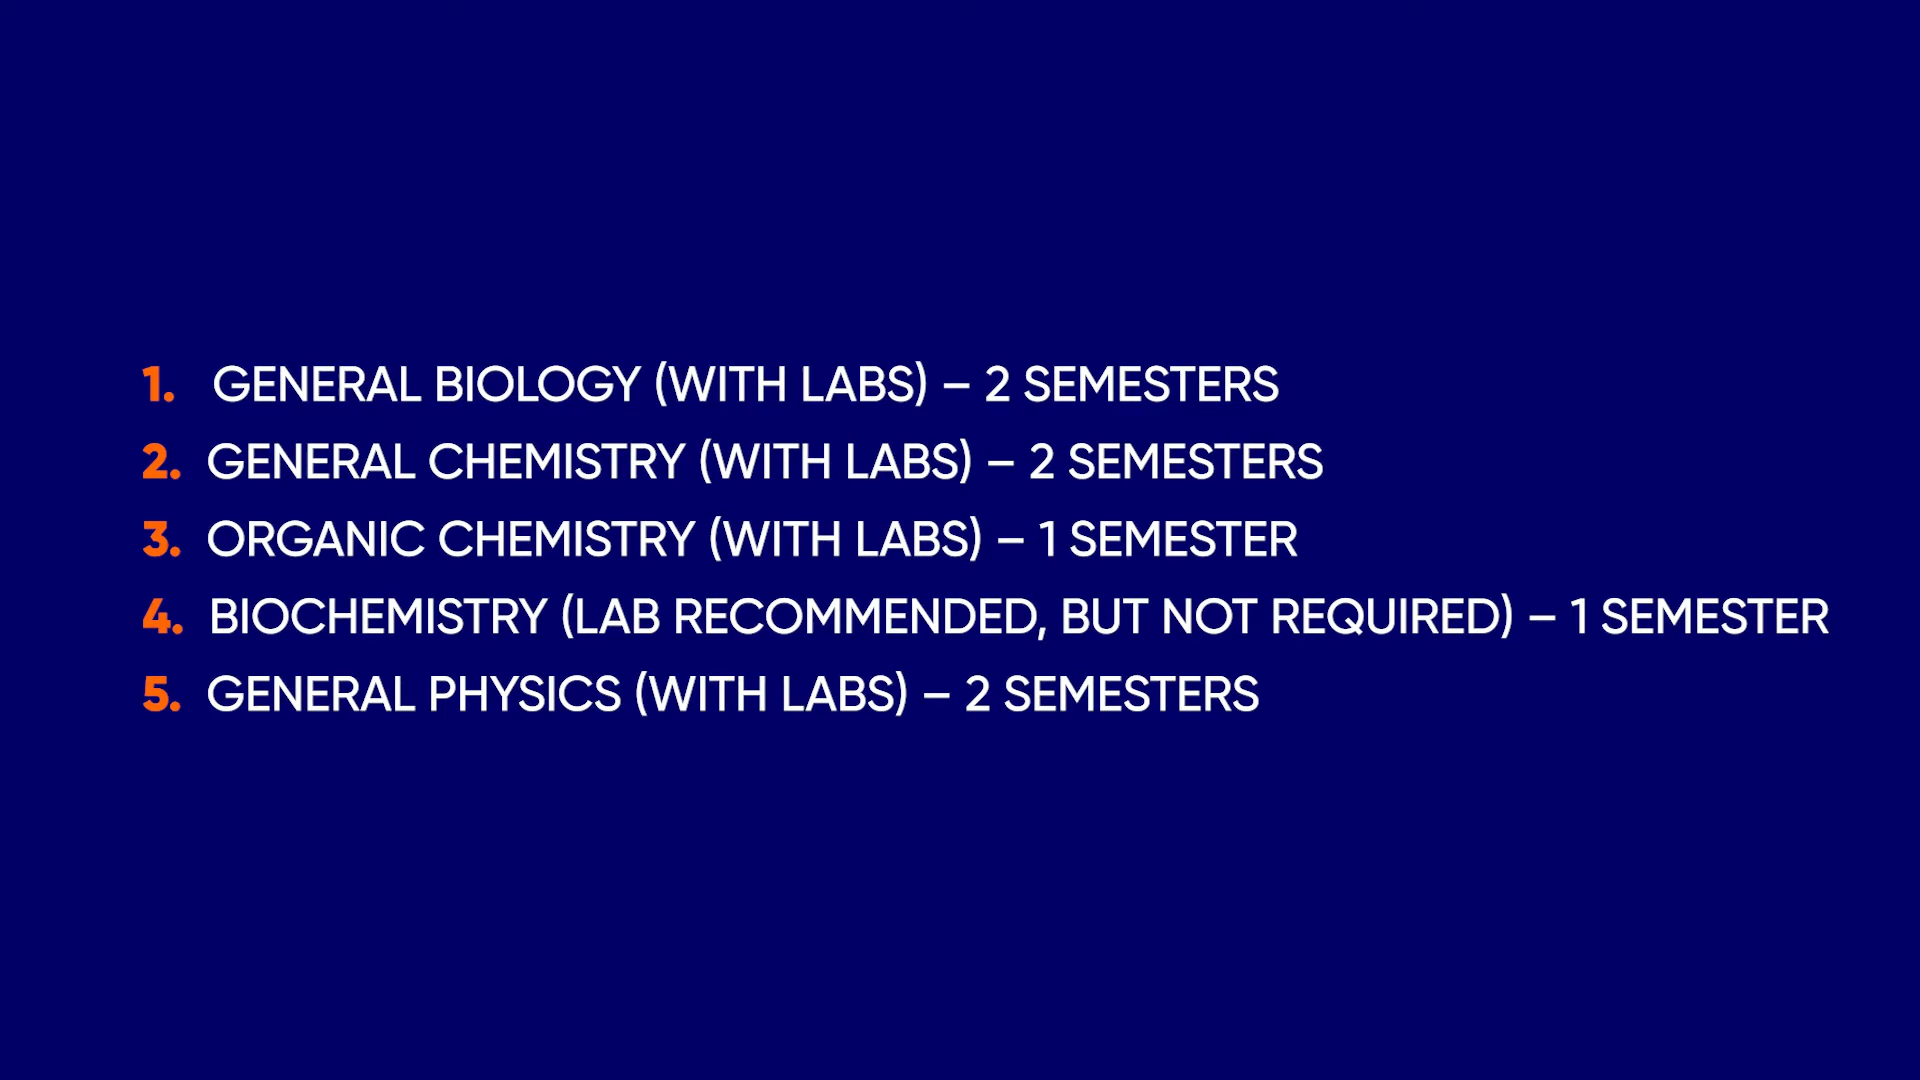 1. GENERAL BIOLOGY (WITH LABS) – 2 SEMESTERS
2. GENERAL CHEMISTRY (WITH LABS) – 2 SEMESTERS
3. ORGANIC CHEMISTRY (WITH LABS) – 1 SEMESTER
4. BIOCHEMISTRY (LAB RECOMMENDED, BUT NOT REQUIRED) – 1 SEMESTER
5. GENERAL PHYSICS (WITH LABS) – 2 SEMESTERS